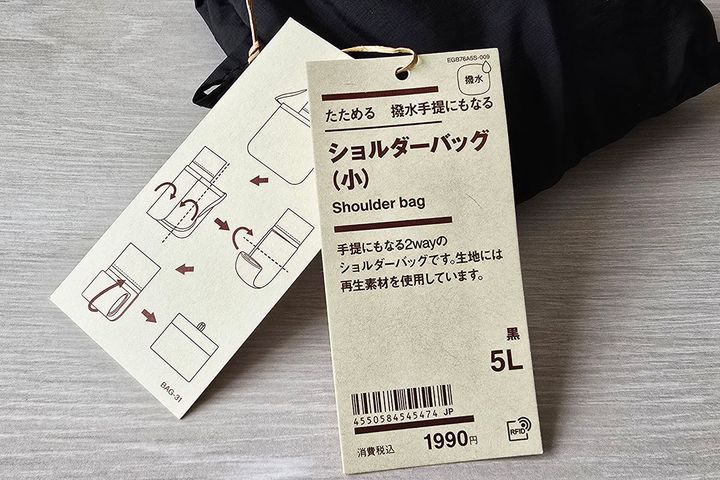 EGB76A5S-009
撥水
たためる 撥水手提にもなる
ショルダーバッグ
（小）
Shoulder bag
手提にもなる2wayの
ショルダーバッグです。生地には
再生素材を使用しています。
黒
5L
4550584545474 JP
消費税込 1990円
RFID
BAG-31